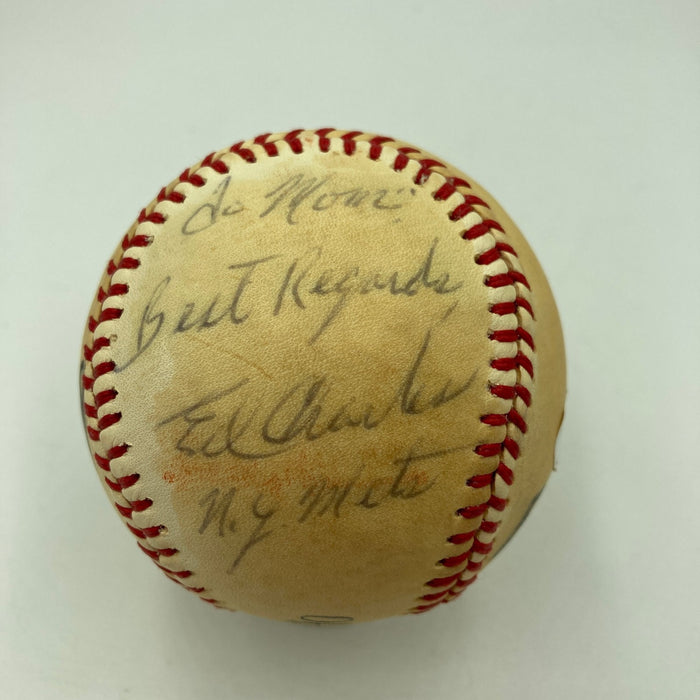 To Mom:
Best Regards,
Ed Charles
N.Y. Mets